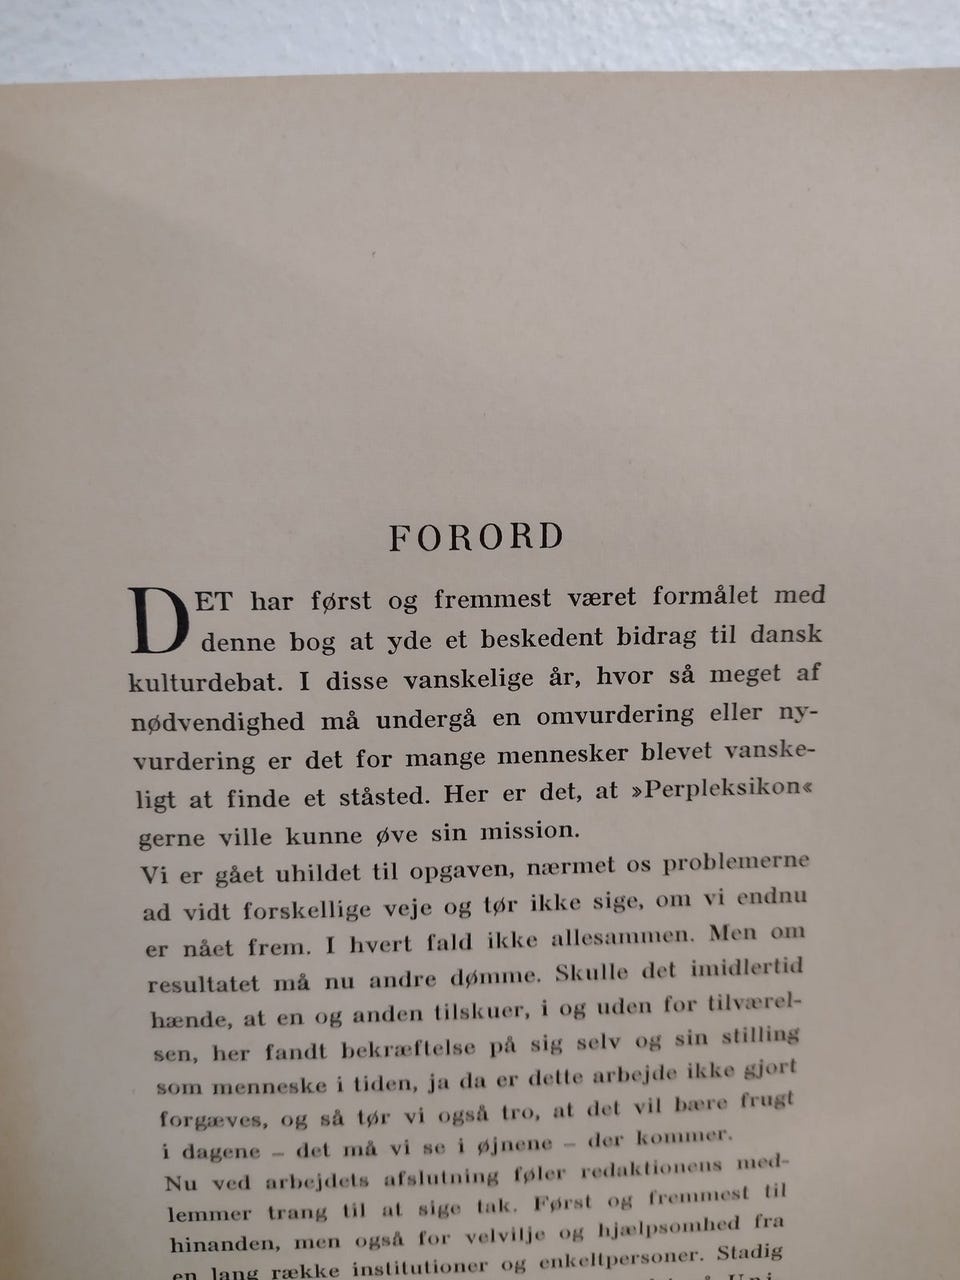 FORORD
DET har først og fremmest været formålet med
denne bog at yde et beskedent bidrag til dansk
kulturdebat. I disse vanskelige år, hvor så meget af
nødvendighed må undergå en omvurdering eller ny-
vurdering er det for mange mennesker blevet vanske-
ligt at finde et ståsted. Her er det, at »Perpleksikon«
gerne ville kunne øve sin mission.
Vi er gået uhildet til opgaven, nærmet os problemerne
ad vidt forskellige veje og tør ikke sige, om vi endnu
er nået frem. I hvert fald ikke allesammen. Men om
resultatet må nu andre dømme. Skulle det imidlertid
hænde, at en og anden tilskuer, i og uden for tilværel-
sen, her fandt bekræftelse på sig selv og sin stilling
som menneske i tiden, ja da er dette arbejde ikke gjort
forgæves, og så tør vi også tro, at det vil bære frugt
i dagene – det må vi se i øjnene – der kommer.
Nu ved arbejdets afslutning føler redaktionens med-
lemmer trang til at sige tak. Først og fremmest til
hinanden, men også for velvilje og hjælpsomhed fra
en lang række institutioner og enkeltpersoner. Stadig